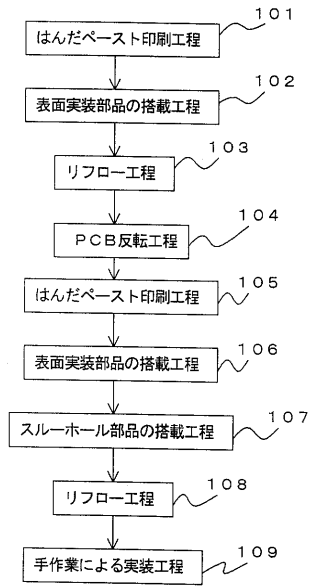 １０１
はんだペースト印刷工程
１０２
表面実装部品の搭載工程
１０３
リフロー工程
１０４
ＰＣＢ反転工程
１０５
はんだペースト印刷工程
１０６
表面実装部品の搭載工程
１０７
スルーホール部品の搭載工程
１０８
リフロー工程
１０９
手作業による実装工程